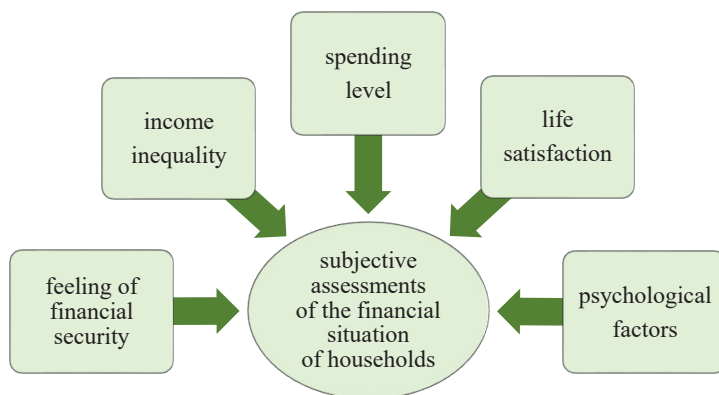 spending
level
income
inequality
life
satisfaction
feeling of
financial
security
subjective
assessments
of the financial
situation
of households
psychological
factors